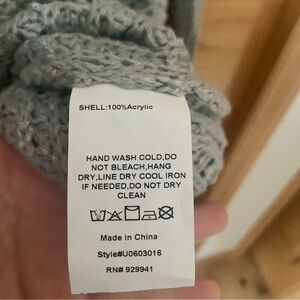 SHELL:100%Acrylic
HAND WASH COLD,DO
NOT BLEACH,HANG
DRY,LINE DRY COOL IRON
IF NEEDED,DO NOT DRY
CLEAN
Made in China
Style#U0603016
RN# 929941